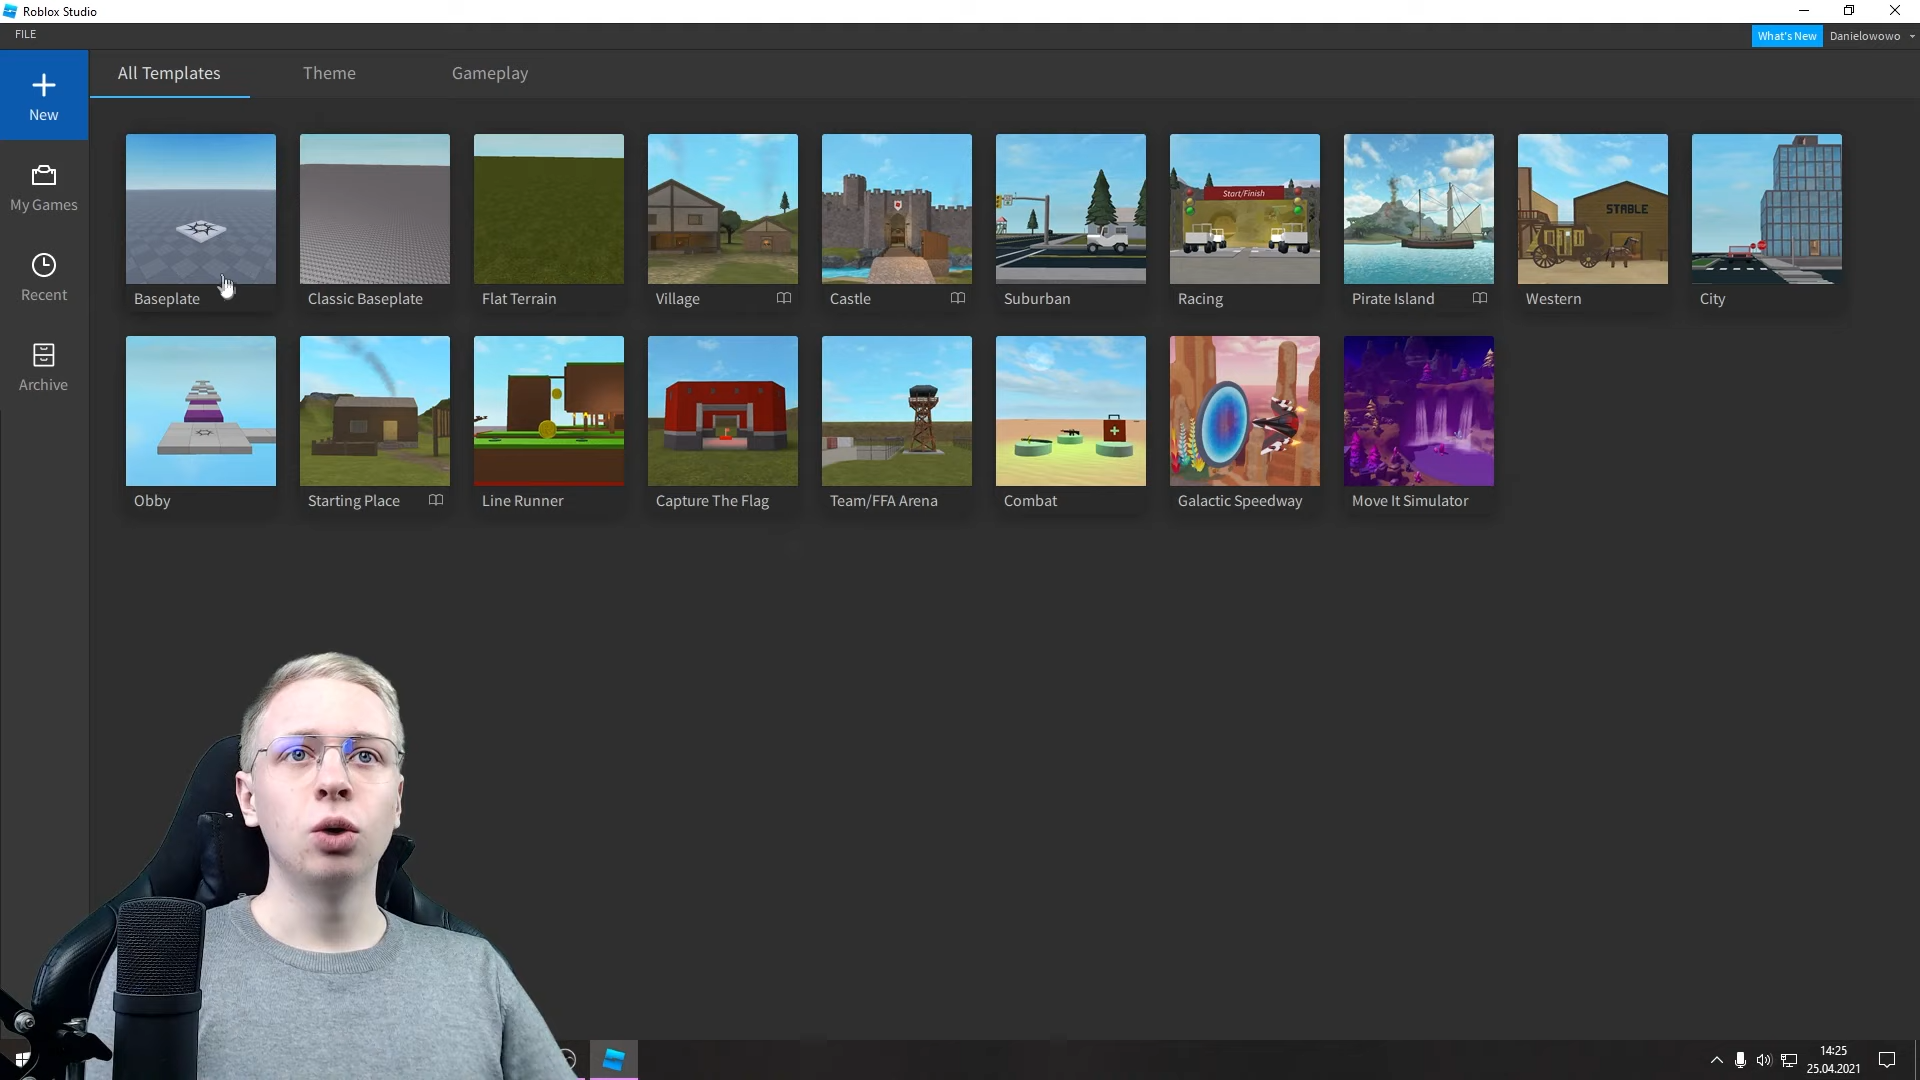 Roblox Studio
FILE
What's New
Danielowowo
New
My Games
Recent
Archive
All Templates
Theme
Gameplay
Start/Finish
STABLE
Baseplate
Classic Baseplate
Flat Terrain
Village
Castle
Suburban
Racing
Pirate Island
Western
City
Obby
Starting Place
Line Runner
Capture The Flag
Team/FFA Arena
Combat
Galactic Speedway
Move It Simulator
14:25
25.04.2021